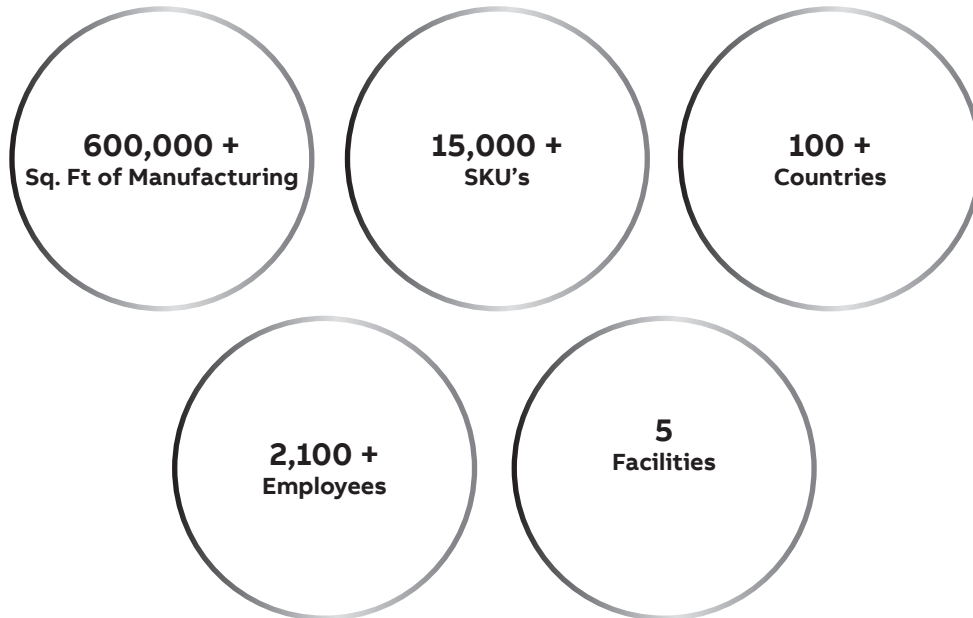 600,000 +
Sq. Ft of Manufacturing
15,000 +
SKU's
100 +
Countries
2,100 +
Employees
5
Facilities